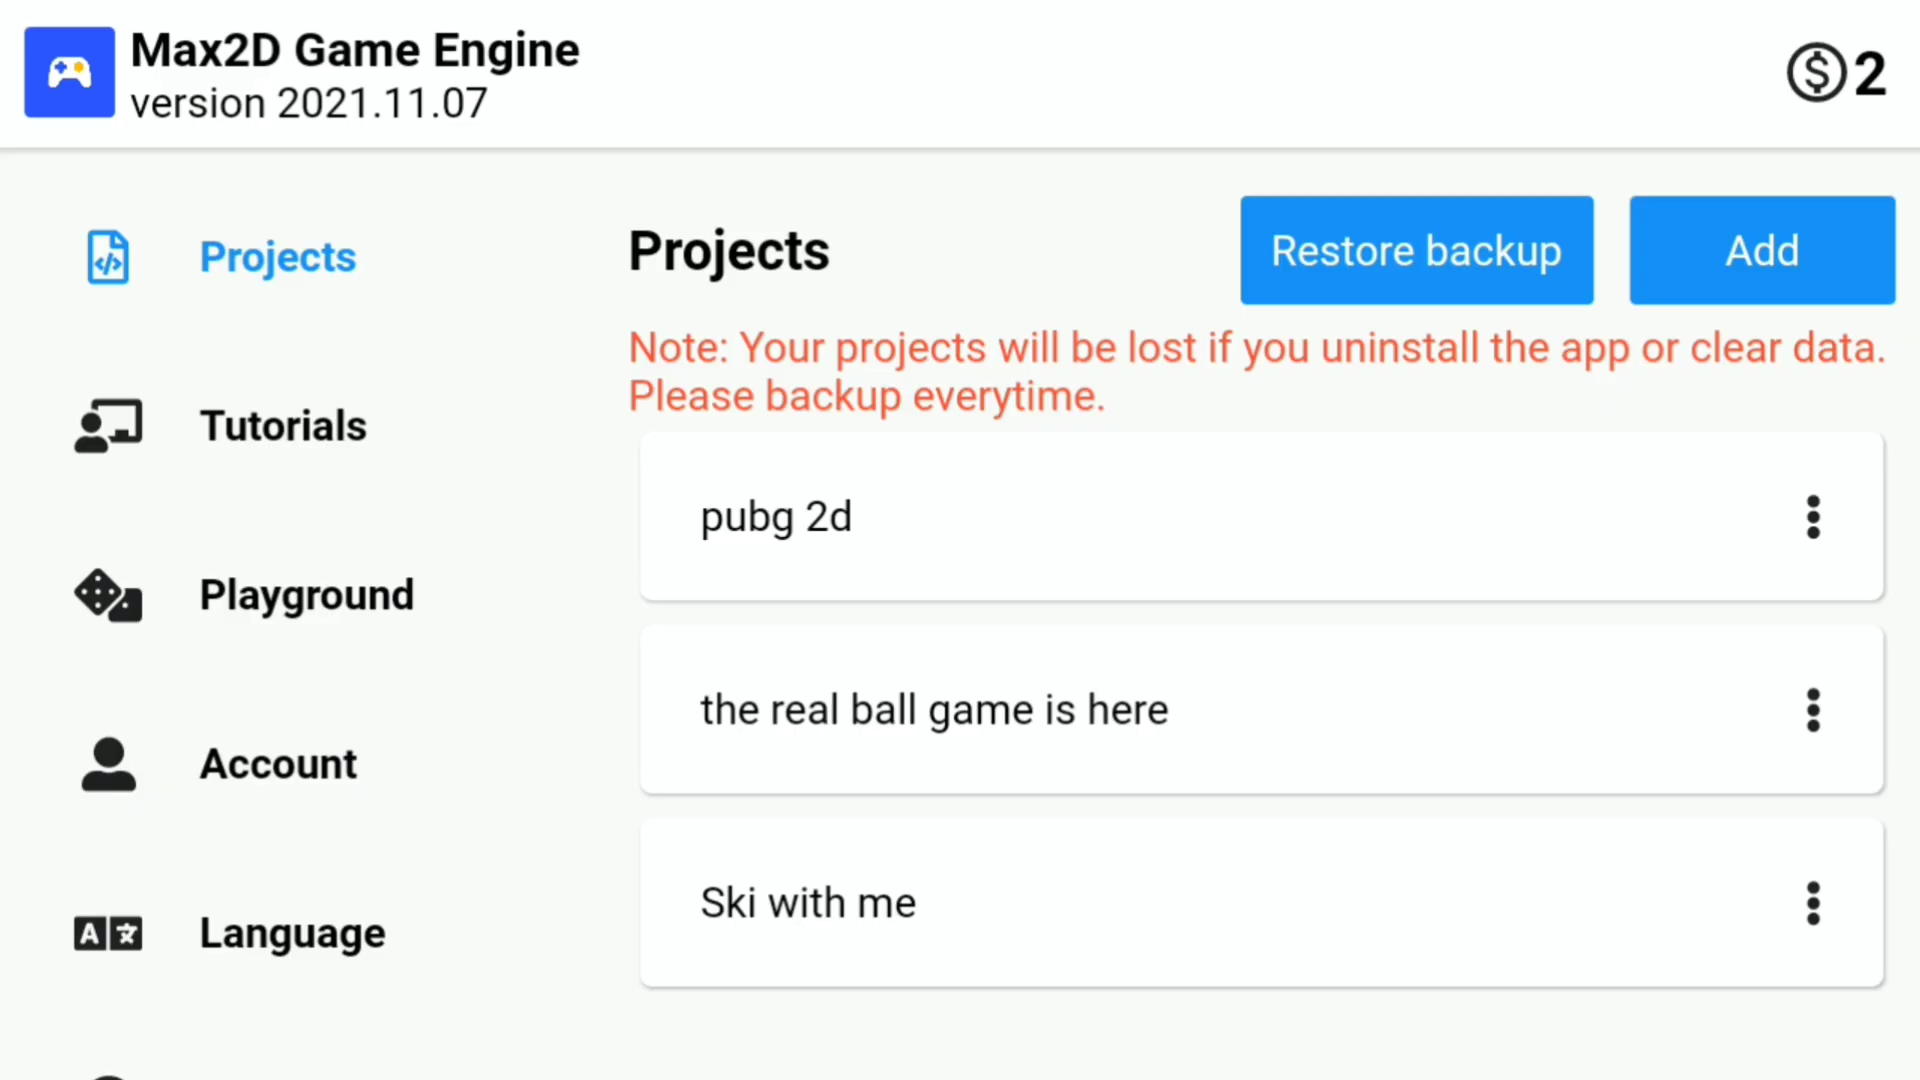 Max2D Game Engine
version 2021.11.07
$2
Projects
Tutorials
Playground
Account
Language
Projects
Restore backup
Add
Note: Your projects will be lost if you uninstall the app or clear data.
Please backup everytime.
pubg 2d
the real ball game is here
Ski with me